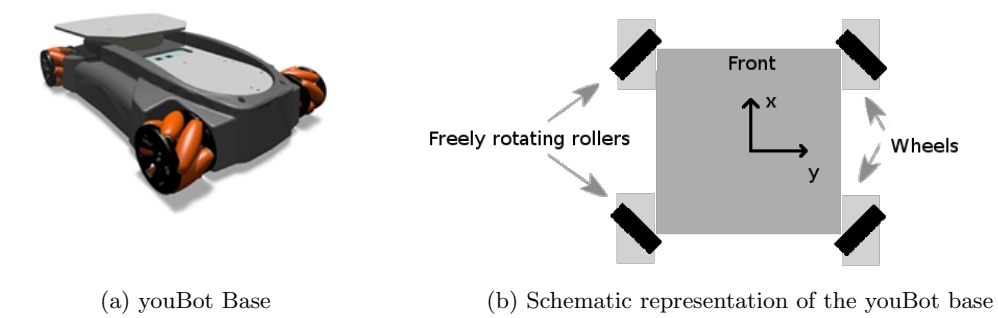 Front
x
Freely rotating rollers
Wheels
y
(a) youBot Base
(b) Schematic representation of the youBot base